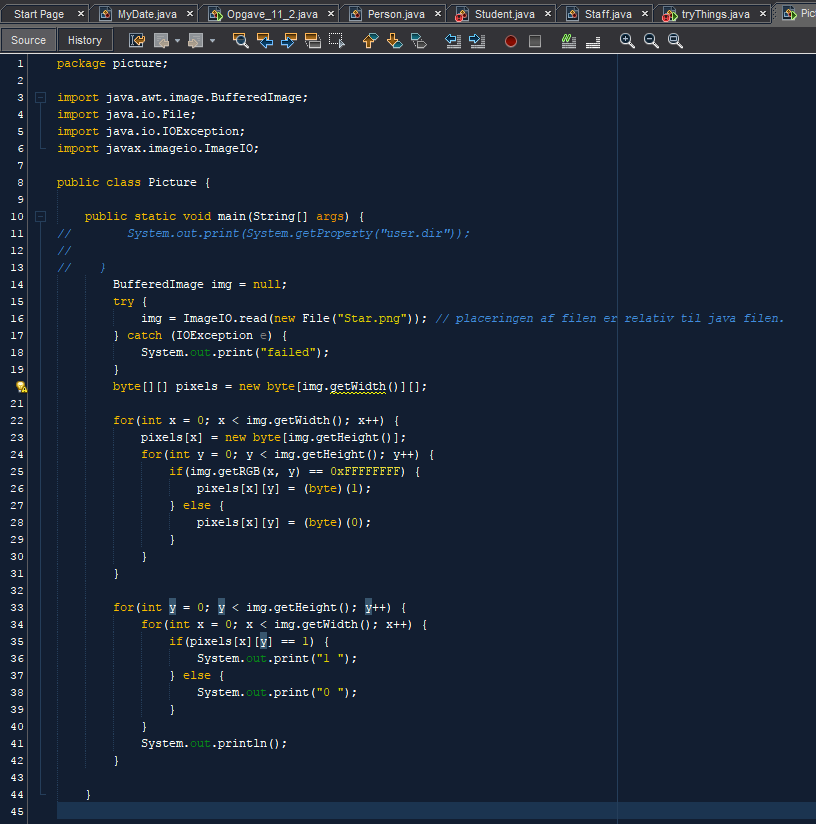 Start Page × MyDate.java × Opgave_11_2.java × Person.java × Student.java × Staff.java × tryThings.java × Pic
Source History
1 package picture;
2
3 import java.awt.image.BufferedImage;
4 import java.io.File;
5 import java.io.IOException;
6 import javax.imageio.ImageIO;
7
8 public class Picture {
9
10     public static void main(String[] args) {
11 //        System.out.print(System.getProperty("user.dir"));
12 //
13 //    }
14         BufferedImage img = null;
15         try {
16             img = ImageIO.read(new File("Star.png")); // placeringen af filen er relativ til java filen.
17         } catch (IOException e) {
18             System.out.print("failed");
19         }
        byte[][] pixels = new byte[img.getWidth()][];
21
22         for(int x = 0; x < img.getWidth(); x++) {
23             pixels[x] = new byte[img.getHeight()];
24             for(int y = 0; y < img.getHeight(); y++) {
25                 if(img.getRGB(x, y) == 0xFFFFFFFF) {
26                     pixels[x][y] = (byte)(1);
27                 } else {
28                     pixels[x][y] = (byte)(0);
29                 }
30             }
31         }
32
33         for(int y = 0; y < img.getHeight(); y++) {
34             for(int x = 0; x < img.getWidth(); x++) {
35                 if(pixels[x][y] == 1) {
36                     System.out.print("1 ");
37                 } else {
38                     System.out.print("0 ");
39                 }
40             }
41             System.out.println();
42         }
43
44     }
45